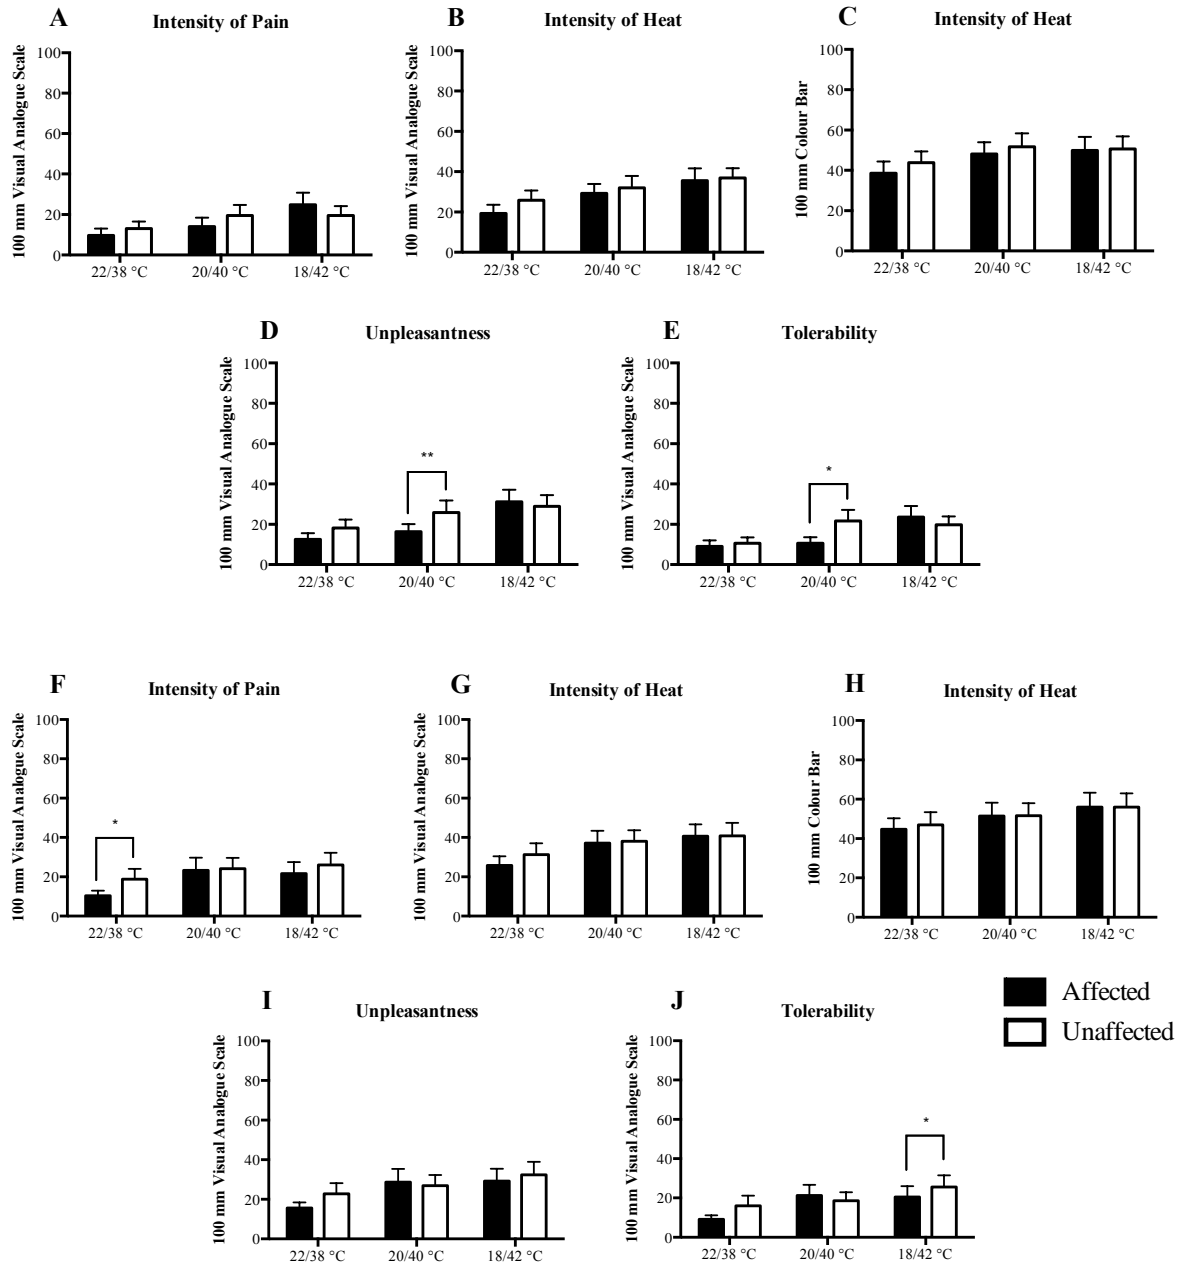 A
Intensity of Pain
100 mm Visual Analogue Scale
100
80
60
40
20
0
22/38 °C
20/40 °C
18/42 °C
B
Intensity of Heat
100 mm Visual Analogue Scale
100
80
60
40
20
0
22/38 °C
20/40 °C
18/42 °C
C
Intensity of Heat
100 mm Colour Bar
100
80
60
40
20
0
22/38 °C
20/40 °C
18/42 °C
D
Unpleasantness
100 mm Visual Analogue Scale
100
80
60
40
20
0
**
22/38 °C
20/40 °C
18/42 °C
E
Tolerability
100 mm Visual Analogue Scale
100
80
60
40
20
0
*
22/38 °C
20/40 °C
18/42 °C
F
Intensity of Pain
100 mm Visual Analogue Scale
100
80
60
40
20
0
*
22/38 °C
20/40 °C
18/42 °C
G
Intensity of Heat
100 mm Visual Analogue Scale
100
80
60
40
20
0
22/38 °C
20/40 °C
18/42 °C
H
Intensity of Heat
100 mm Colour Bar
100
80
60
40
20
0
22/38 °C
20/40 °C
18/42 °C
I
Unpleasantness
100 mm Visual Analogue Scale
100
80
60
40
20
0
22/38 °C
20/40 °C
18/42 °C
J
Tolerability
100 mm Visual Analogue Scale
100
80
60
40
20
0
*
22/38 °C
20/40 °C
18/42 °C
Affected
Unaffected